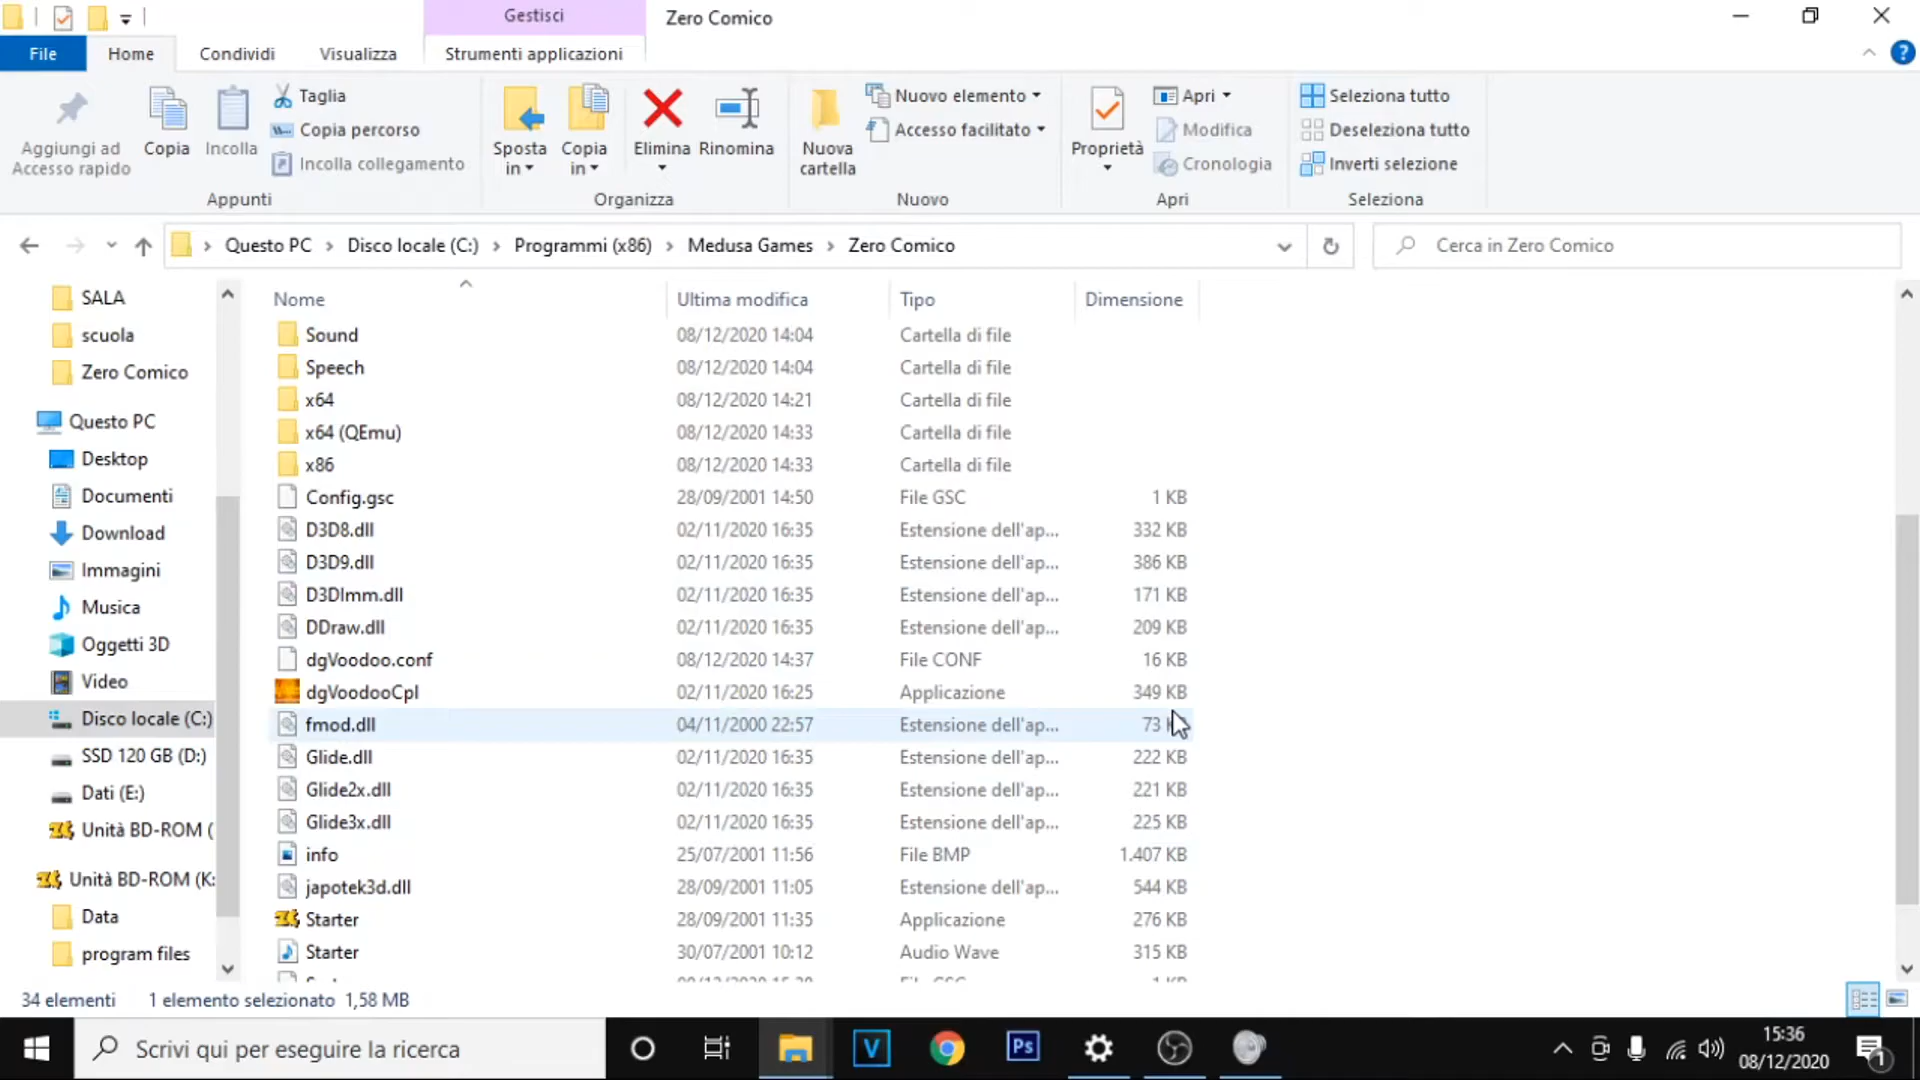 Gestisci
Zero Comico
File
Home
Condividi
Visualizza
Strumenti applicazioni
Aggiungi ad
Accesso rapido
Copia
Incolla
Taglia
Copia percorso
Incolla collegamento
Appunti
Sposta
in
Copia
in
Elimina
Rinomina
Organizza
Nuova
cartella
Nuovo elemento
Accesso facilitato
Nuovo
Proprietà
Apri
Modifica
Cronologia
Apri
Seleziona tutto
Deseleziona tutto
Inverti selezione
Seleziona
Questo PC > Disco locale (C:) > Programmi (x86) > Medusa Games > Zero Comico
Cerca in Zero Comico
SALA
scuola
Zero Comico
Questo PC
Desktop
Documenti
Download
Immagini
Musica
Oggetti 3D
Video
Disco locale (C:)
SSD 120 GB (D:)
Dati (E:)
Unità BD-ROM (
Unità BD-ROM (K:
Data
program files
Nome Ultima modifica Tipo Dimensione
Sound 08/12/2020 14:04 Cartella di file
Speech 08/12/2020 14:04 Cartella di file
x64 08/12/2020 14:21 Cartella di file
x64 (QEmu) 08/12/2020 14:33 Cartella di file
x86 08/12/2020 14:33 Cartella di file
Config.gsc 28/09/2001 14:50 File GSC 1 KB
D3D8.dll 02/11/2020 16:35 Estensione dell'ap... 332 KB
D3D9.dll 02/11/2020 16:35 Estensione dell'ap... 386 KB
D3DImm.dll 02/11/2020 16:35 Estensione dell'ap... 171 KB
DDraw.dll 02/11/2020 16:35 Estensione dell'ap... 209 KB
dgVoodoo.conf 08/12/2020 14:37 File CONF 16 KB
dgVoodooCpl 02/11/2020 16:25 Applicazione 349 KB
fmod.dll 04/11/2000 22:57 Estensione dell'ap... 73
Glide.dll 02/11/2020 16:35 Estensione dell'ap... 222 KB
Glide2x.dll 02/11/2020 16:35 Estensione dell'ap... 221 KB
Glide3x.dll 02/11/2020 16:35 Estensione dell'ap... 225 KB
info 25/07/2001 11:56 File BMP 1.407 KB
japotek3d.dll 28/09/2001 11:05 Estensione dell'ap... 544 KB
Starter 28/09/2001 11:35 Applicazione 276 KB
Starter 30/07/2001 10:12 Audio Wave 315 KB
34 elementi 1 elemento selezionato 1,58 MB
Scrivi qui per eseguire la ricerca
V
Ps
15:36
08/12/2020
1